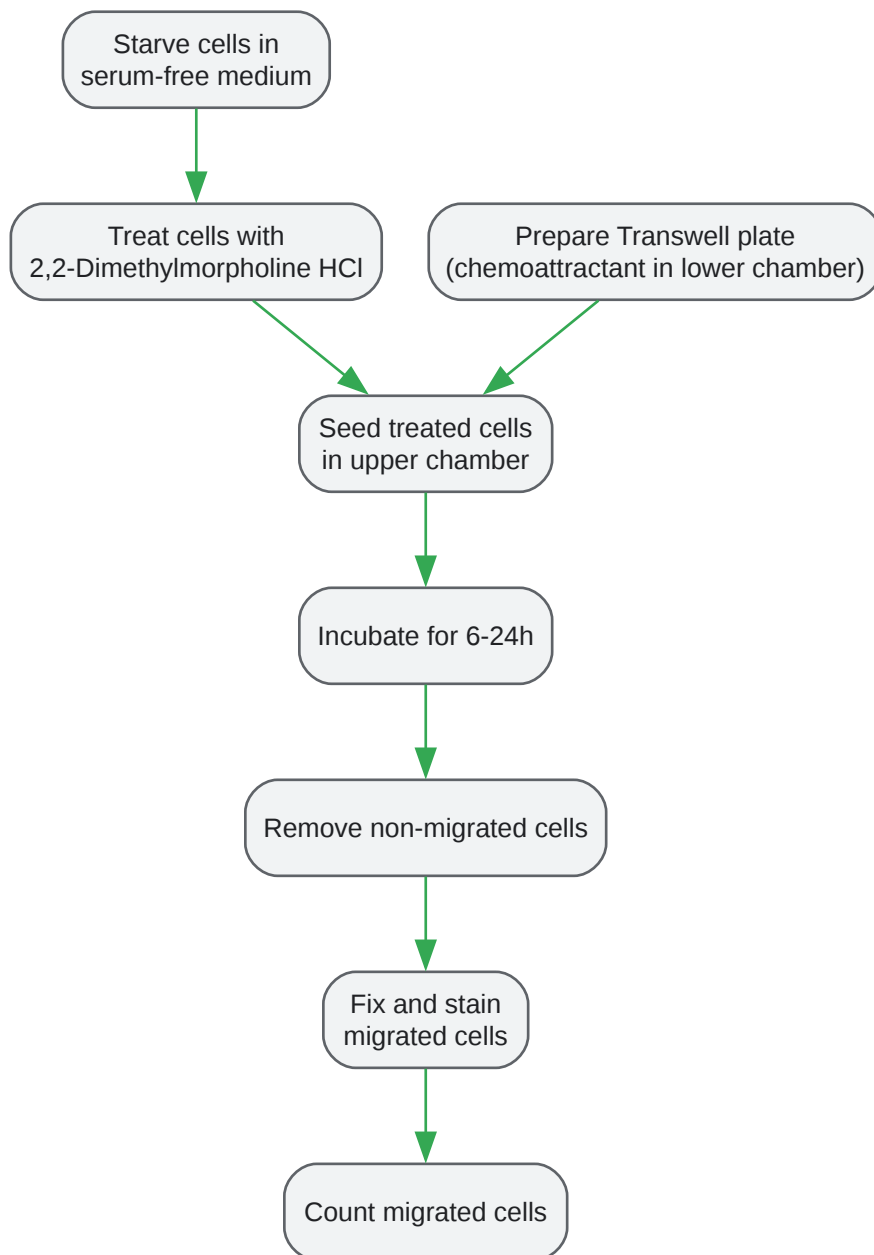 Starve cells in
serum-free medium
Treat cells with
2,2-Dimethylmorpholine HCl
Prepare Transwell plate
(chemoattractant in lower chamber)
Seed treated cells
in upper chamber
Incubate for 6-24h
Remove non-migrated cells
Fix and stain
migrated cells
Count migrated cells